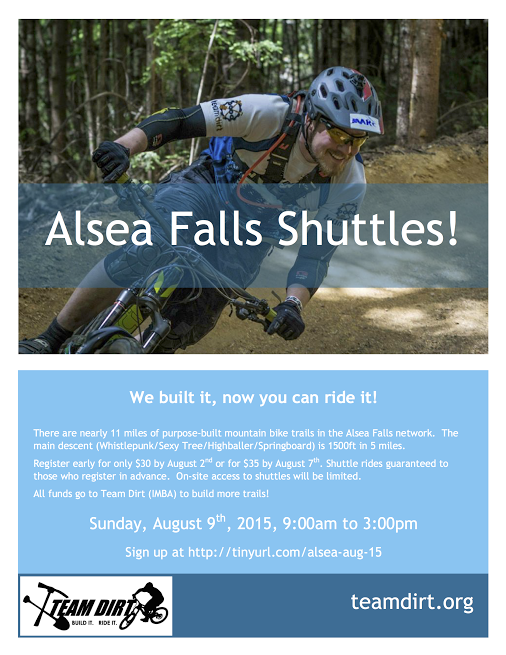 Alsea Falls Shuttles!
We built it, now you can ride it!
There are nearly 11 miles of purpose-built mountain bike trails in the Alsea Falls network. The
main descent (Whistlepunk/Sexy Tree/Highballer/Springboard) is 1500ft in 5 miles.
Register early for only $30 by August 2nd or for $35 by August 7th. Shuttle rides guaranteed to
those who register in advance. On-site access to shuttles will be limited.
All funds go to Team Dirt (IMBA) to build more trails!
Sunday, August 9th, 2015, 9:00am to 3:00pm
Sign up at http://tinyurl.com/alsea-aug-15
TEAM DIRT
BUILD IT. RIDE IT.
teamdirt.org